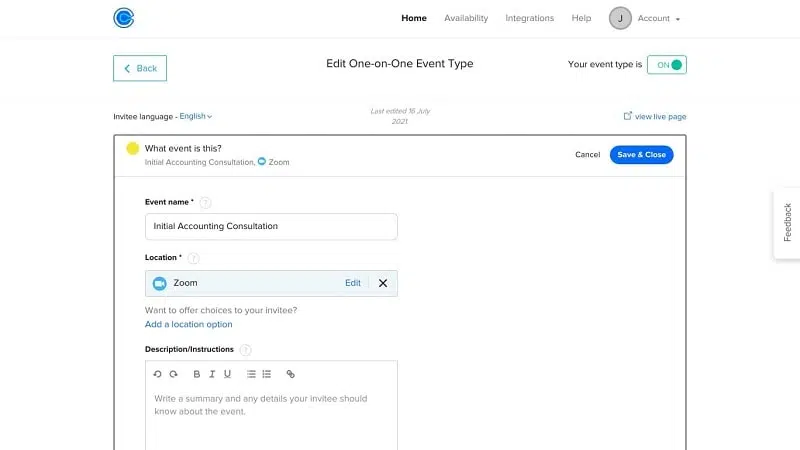 Home Availability Integrations Help J Account
Back
Edit One-on-One Event Type
Your event type is ON
Invitee language - English
Last edited 16 July
2021
view live page
What event is this?
Initial Accounting Consultation, Zoom
Cancel
Save & Close
Event name * ?
Initial Accounting Consultation
Location * ?
Zoom Edit
Want to offer choices to your invitee?
Add a location option
Description/Instructions ?
B I U
Write a summary and any details your invitee should
know about the event.
Feedback